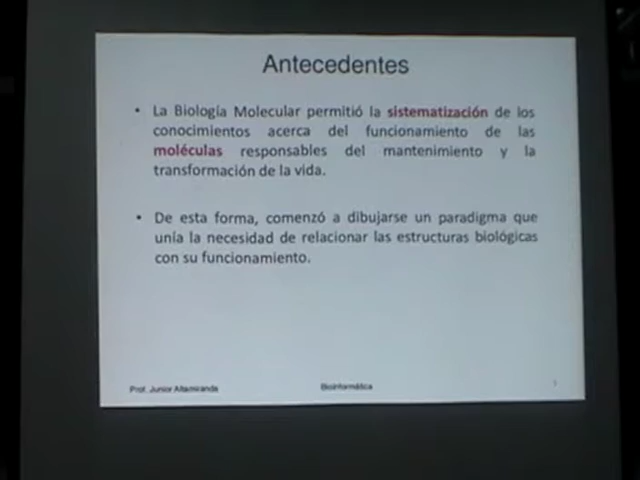 Antecedentes
• La Biología Molecular permitió la sistematización de los
conocimientos acerca del funcionamiento de las
moléculas responsables del mantenimiento y la
transformación de la vida.
• De esta forma, comenzó a dibujarse un paradigma que
unía la necesidad de relacionar las estructuras biológicas
con su funcionamiento.
Prof. Junior Altamiranda
Bioinformática